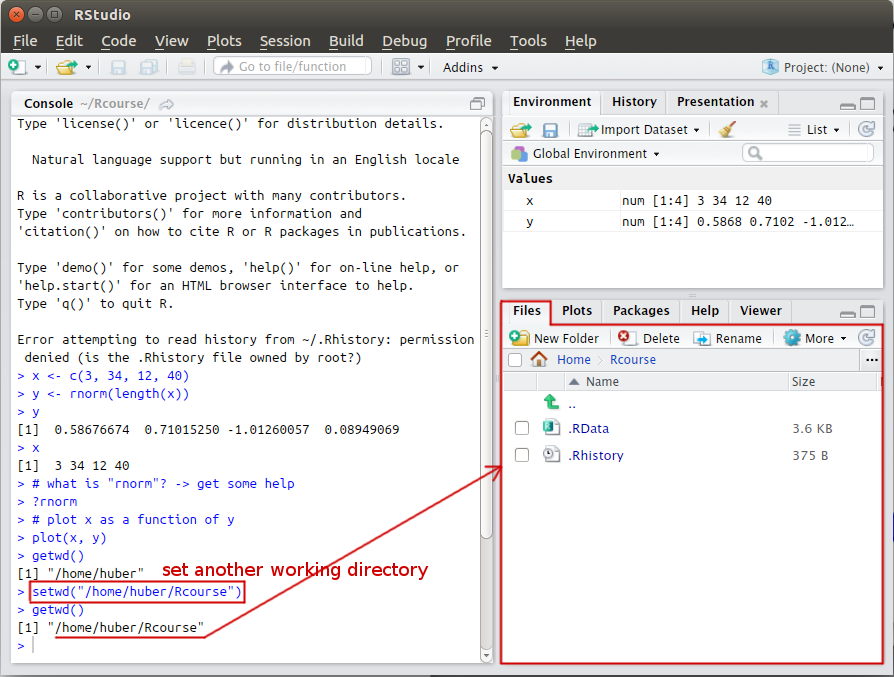 RStudio
File Edit Code View Plots Session Build Debug Profile Tools Help
Go to file/function Addins Project: (None)
Console ~/Rcourse/
Type 'license()' or 'licence()' for distribution details.
Natural language support but running in an English locale
R is a collaborative project with many contributors.
Type 'contributors()' for more information and
'citation()' on how to cite R or R packages in publications.
Type 'demo()' for some demos, 'help()' for on-line help, or
'help.start()' for an HTML browser interface to help.
Type 'q()' to quit R.
Error attempting to read history from ~/.Rhistory: permission
denied (is the .Rhistory file owned by root?)
> x <- c(3, 34, 12, 40)
> y <- rnorm(length(x))
> y
[1]  0.58676674  0.71015250 -1.01260057  0.08949069
> x
[1]  3 34 12 40
> # what is "rnorm"? -> get some help
> ?rnorm
> # plot x as a function of y
> plot(x, y)
> getwd()
[1] "/home/huber"
set another working directory
> setwd("/home/huber/Rcourse")
> getwd()
[1] "/home/huber/Rcourse"
>
Environment History Presentation
Import Dataset List
Global Environment
Values
x num [1:4] 3 34 12 40
y num [1:4] 0.5868 0.7102 -1.012…
Files Plots Packages Help Viewer
New Folder Delete Rename More
Home Rcourse ...
Name Size
..
.RData 3.6 KB
.Rhistory 375 B